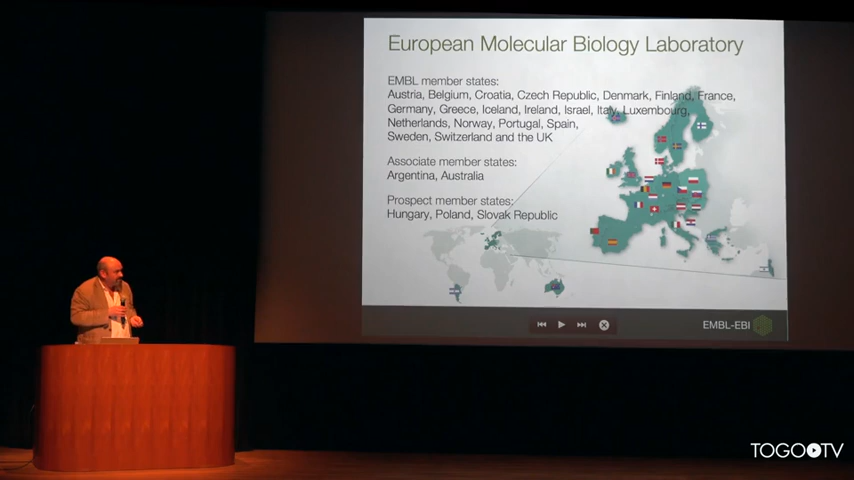 European Molecular Biology Laboratory
EMBL member states:
Austria, Belgium, Croatia, Czech Republic, Denmark, Finland, France,
Germany, Greece, Iceland, Ireland, Israel, Italy, Luxembourg,
Netherlands, Norway, Portugal, Spain,
Sweden, Switzerland and the UK
Associate member states:
Argentina, Australia
Prospect member states:
Hungary, Poland, Slovak Republic
EMBL-EBI
TOGOTV